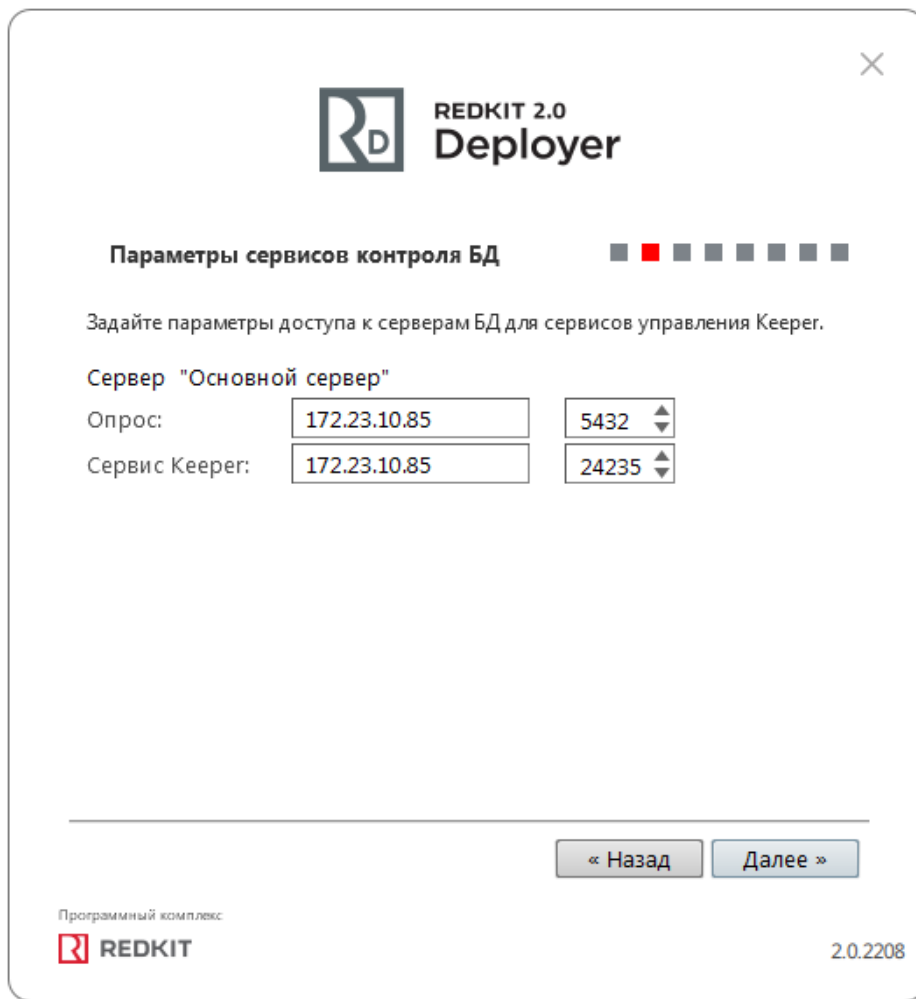 REDKIT 2.0
Deployer
Параметры сервисов контроля БД
Задайте параметры доступа к серверам БД для сервисов управления Keeper.
Сервер "Основной сервер"
Опрос: 172.23.10.85 5432
Сервис Keeper: 172.23.10.85 24235
« Назад Далее »
Программный комплекс
REDKIT 2.0.2208